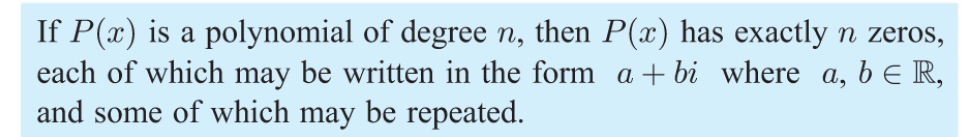 If P(x) is a polynomial of degree n, then P(x) has exactly n zeros,
each of which may be written in the form a + bi where a, b ∈ ℝ,
and some of which may be repeated.